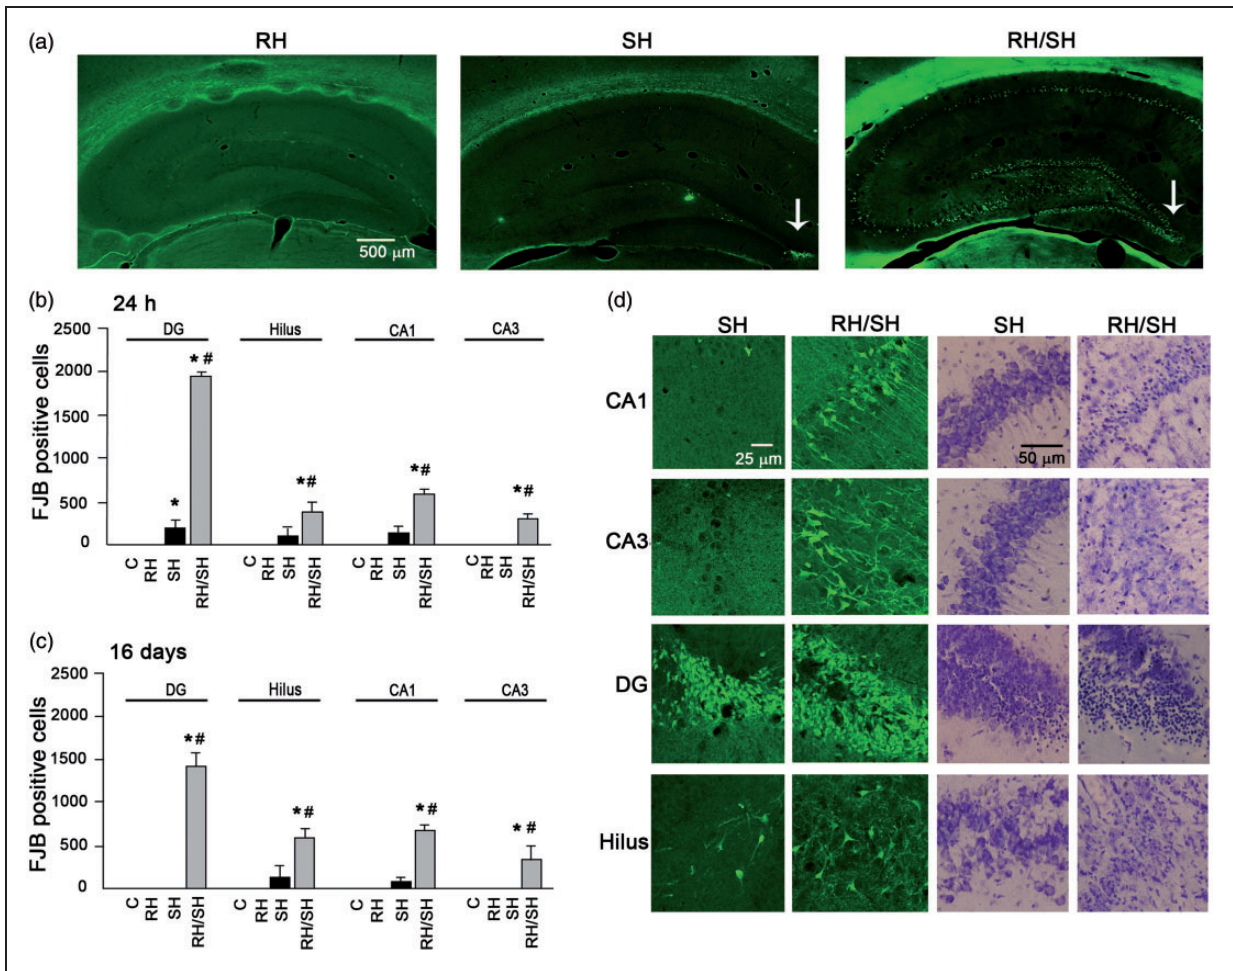 (a)
RH
SH
RH/SH
500 μm
(b)
24 h
FJB positive cells
2500
2000
1500
1000
500
0
DG
Hilus
CA1
CA3
*
* #
*#
*#
*#
C
RH
SH
RH/SH
C
RH
SH
RH/SH
C
RH
SH
RH/SH
C
RH
SH
RH/SH
(c)
16 days
FJB positive cells
2500
2000
1500
1000
500
0
DG
Hilus
CA1
CA3
*#
*#
*#
*#
C
RH
SH
RH/SH
C
RH
SH
RH/SH
C
RH
SH
RH/SH
C
RH
SH
RH/SH
(d)
SH
RH/SH
SH
RH/SH
CA1
25 μm
50 μm
CA3
DG
Hilus